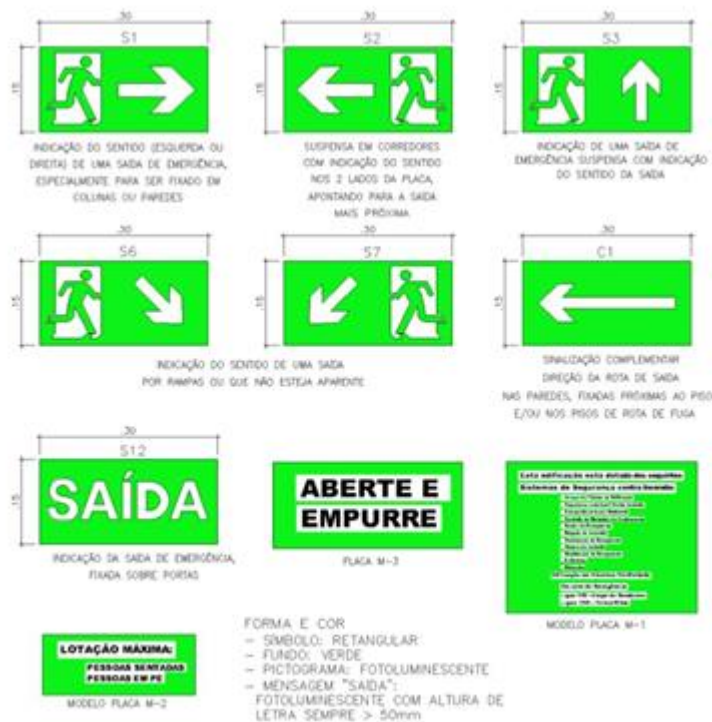 .30
.30
.30
S1
S2
S3
.15
.15
.15
INDICAÇÃO DO SENTIDO (ESQUERDA OU
DIREITA) DE UMA SAÍDA DE EMERGÊNCIA,
ESPECIALMENTE PARA SER FIXADO EM
COLUNAS OU PAREDES
SUSPENSA EM CORREDORES
COM INDICAÇÃO DO SENTIDO
NOS 2 LADOS DA PLACA,
APONTANDO PARA A SAÍDA
MAIS PRÓXIMA
INDICAÇÃO DE UMA SAÍDA DE
EMERGÊNCIA SUSPENSA COM INDICAÇÃO
DO SENTIDO DA SAÍDA
.30
.30
.30
S6
S7
C1
.15
.15
.15
INDICAÇÃO DO SENTIDO DE UMA SAÍDA
POR RAMPAS OU QUE NÃO ESTEJA APARENTE
SINALIZAÇÃO COMPLEMENTAR
DIREÇÃO DA ROTA DE SAÍDA
NAS PAREDES, FIXADAS PRÓXIMAS AO PISO
E/OU NOS PISOS DE ROTA DE FUGA
.30
S12
.15
SAÍDA
INDICAÇÃO DA SAÍDA DE EMERGÊNCIA,
FIXADA SOBRE PORTAS
ABERTE E
EMPURRE
PLACA M-3
Esta edificação está dotada dos seguintes
Sistemas de Segurança contra Incêndio:
MODELO PLACA M-1
LOTAÇÃO MÁXIMA:
PESSOAS SENTADAS
PESSOAS EM PÉ
MODELO PLACA M-2
FORMA E COR
- SÍMBOLO: RETANGULAR
- FUNDO: VERDE
- PICTOGRAMA: FOTOLUMINESCENTE
- MENSAGEM "SAÍDA":
FOTOLUMINESCENTE COM ALTURA DE
LETRA SEMPRE > 50mm